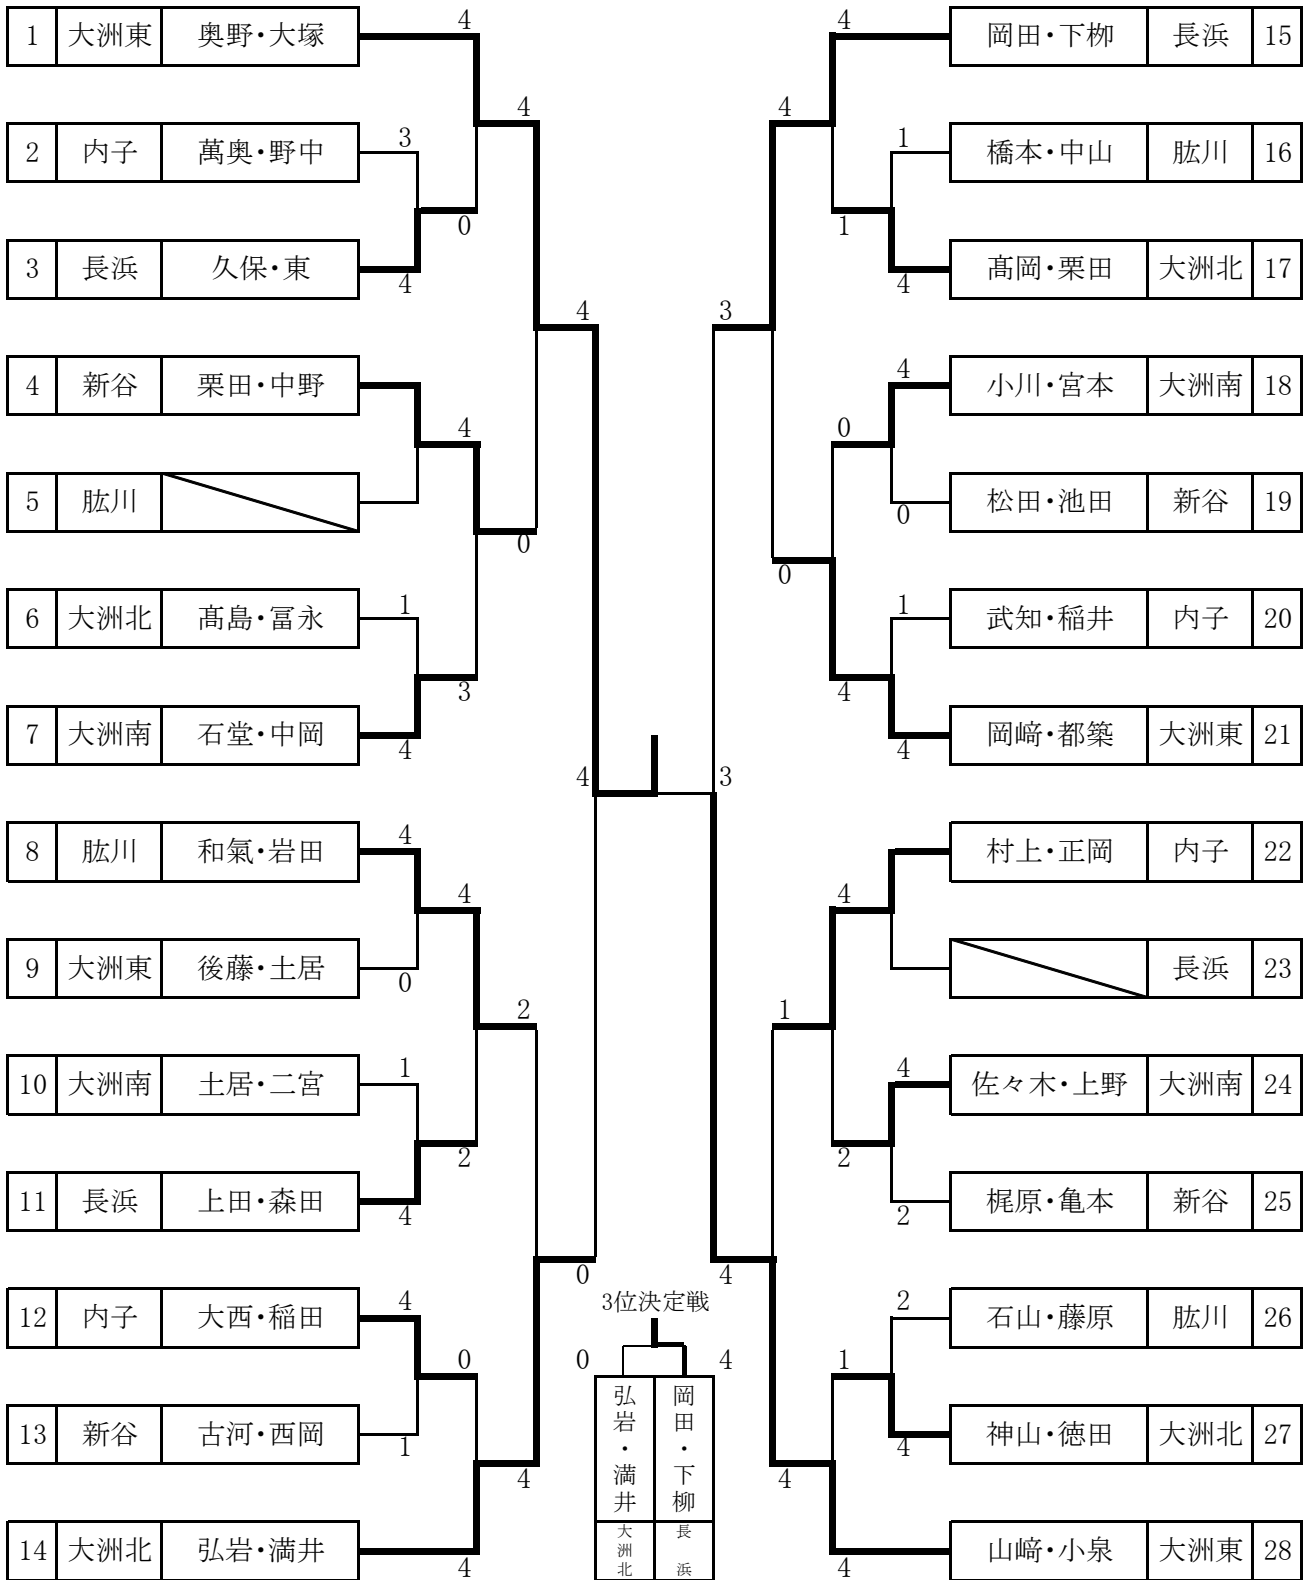 4 4
1 大洲東 奥野・大塚 岡田・下栁 長浜 15
4 4
3 1
2 内子 萬奥・野中 橋本・中山 肱川 16
0 1
3 長浜 久保・東 髙岡・栗田 大洲北 17
4 4
4 3
4 4
4 新谷 栗田・中野 小川・宮本 大洲南 18
4 0
5 肱川 松田・池田 新谷 19
0 0
0
1 1
6 大洲北 髙島・冨永 武知・稲井 内子 20
3 4
7 大洲南 石堂・中岡 岡﨑・都築 大洲東 21
4 4
4 3
4
8 肱川 和氣・岩田 村上・正岡 内子 22
4 4
9 大洲東 後藤・土居 長浜 23
0
2 1
1 4
10 大洲南 土居・二宮 佐々木・上野 大洲南 24
2 2
11 長浜 上田・森田 梶原・亀本 新谷 25
4 2
0 4
4 3位決定戦 2
12 内子 大西・稲田 石山・藤原 肱川 26
0 0 4 1
13 新谷 古河・西岡 神山・徳田 大洲北 27
1 4
4 4
14 大洲北 弘岩・満井 山﨑・小泉 大洲東 28
4 4
弘岩・満井
大洲北
岡田・下柳
長浜